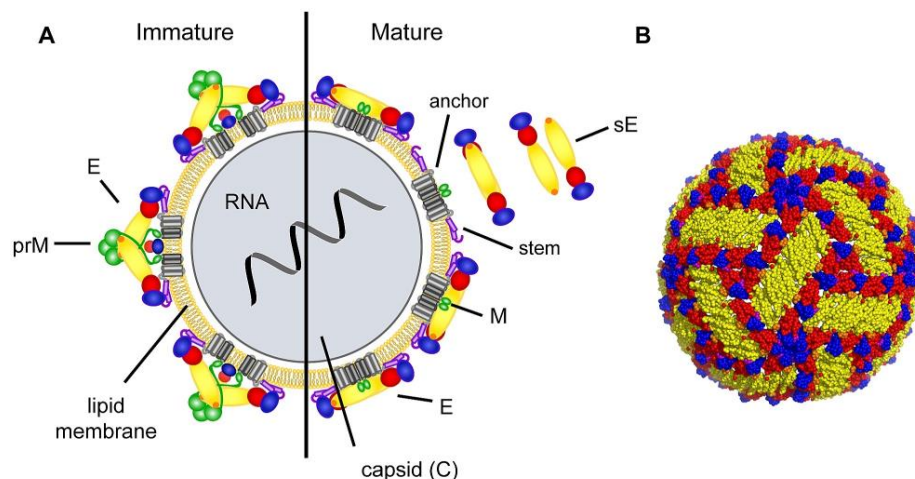 A
Immature
Mature
B
anchor
sE
E
RNA
prM
stem
M
lipid
membrane
E
capsid (C)